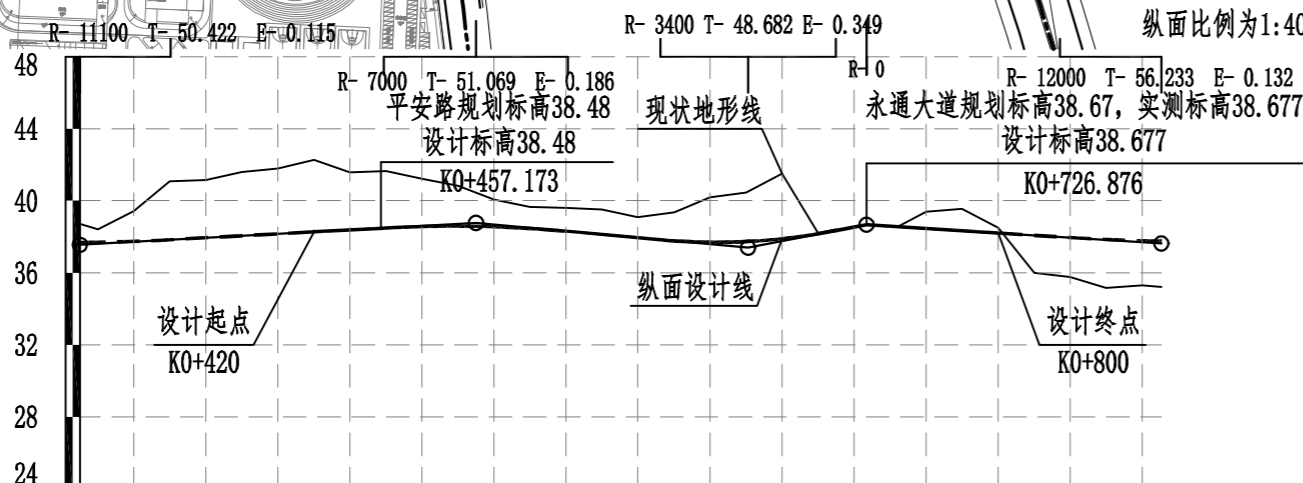 R- 11100 T- 50.422 E- 0.115
R- 3400 T- 48.682 E- 0.349
纵面比例为1:40
48
R- 7000 T- 51.069 E- 0.186
R- 0
R- 12000 T- 56.233 E- 0.132
平安路规划标高38.48
现状地形线
永通大道规划标高38.67, 实测标高38.677
44
设计标高38.48
设计标高38.677
K0+457.173
K0+726.876
40
36
纵面设计线
设计起点
设计终点
32
K0+420
K0+800
28
24